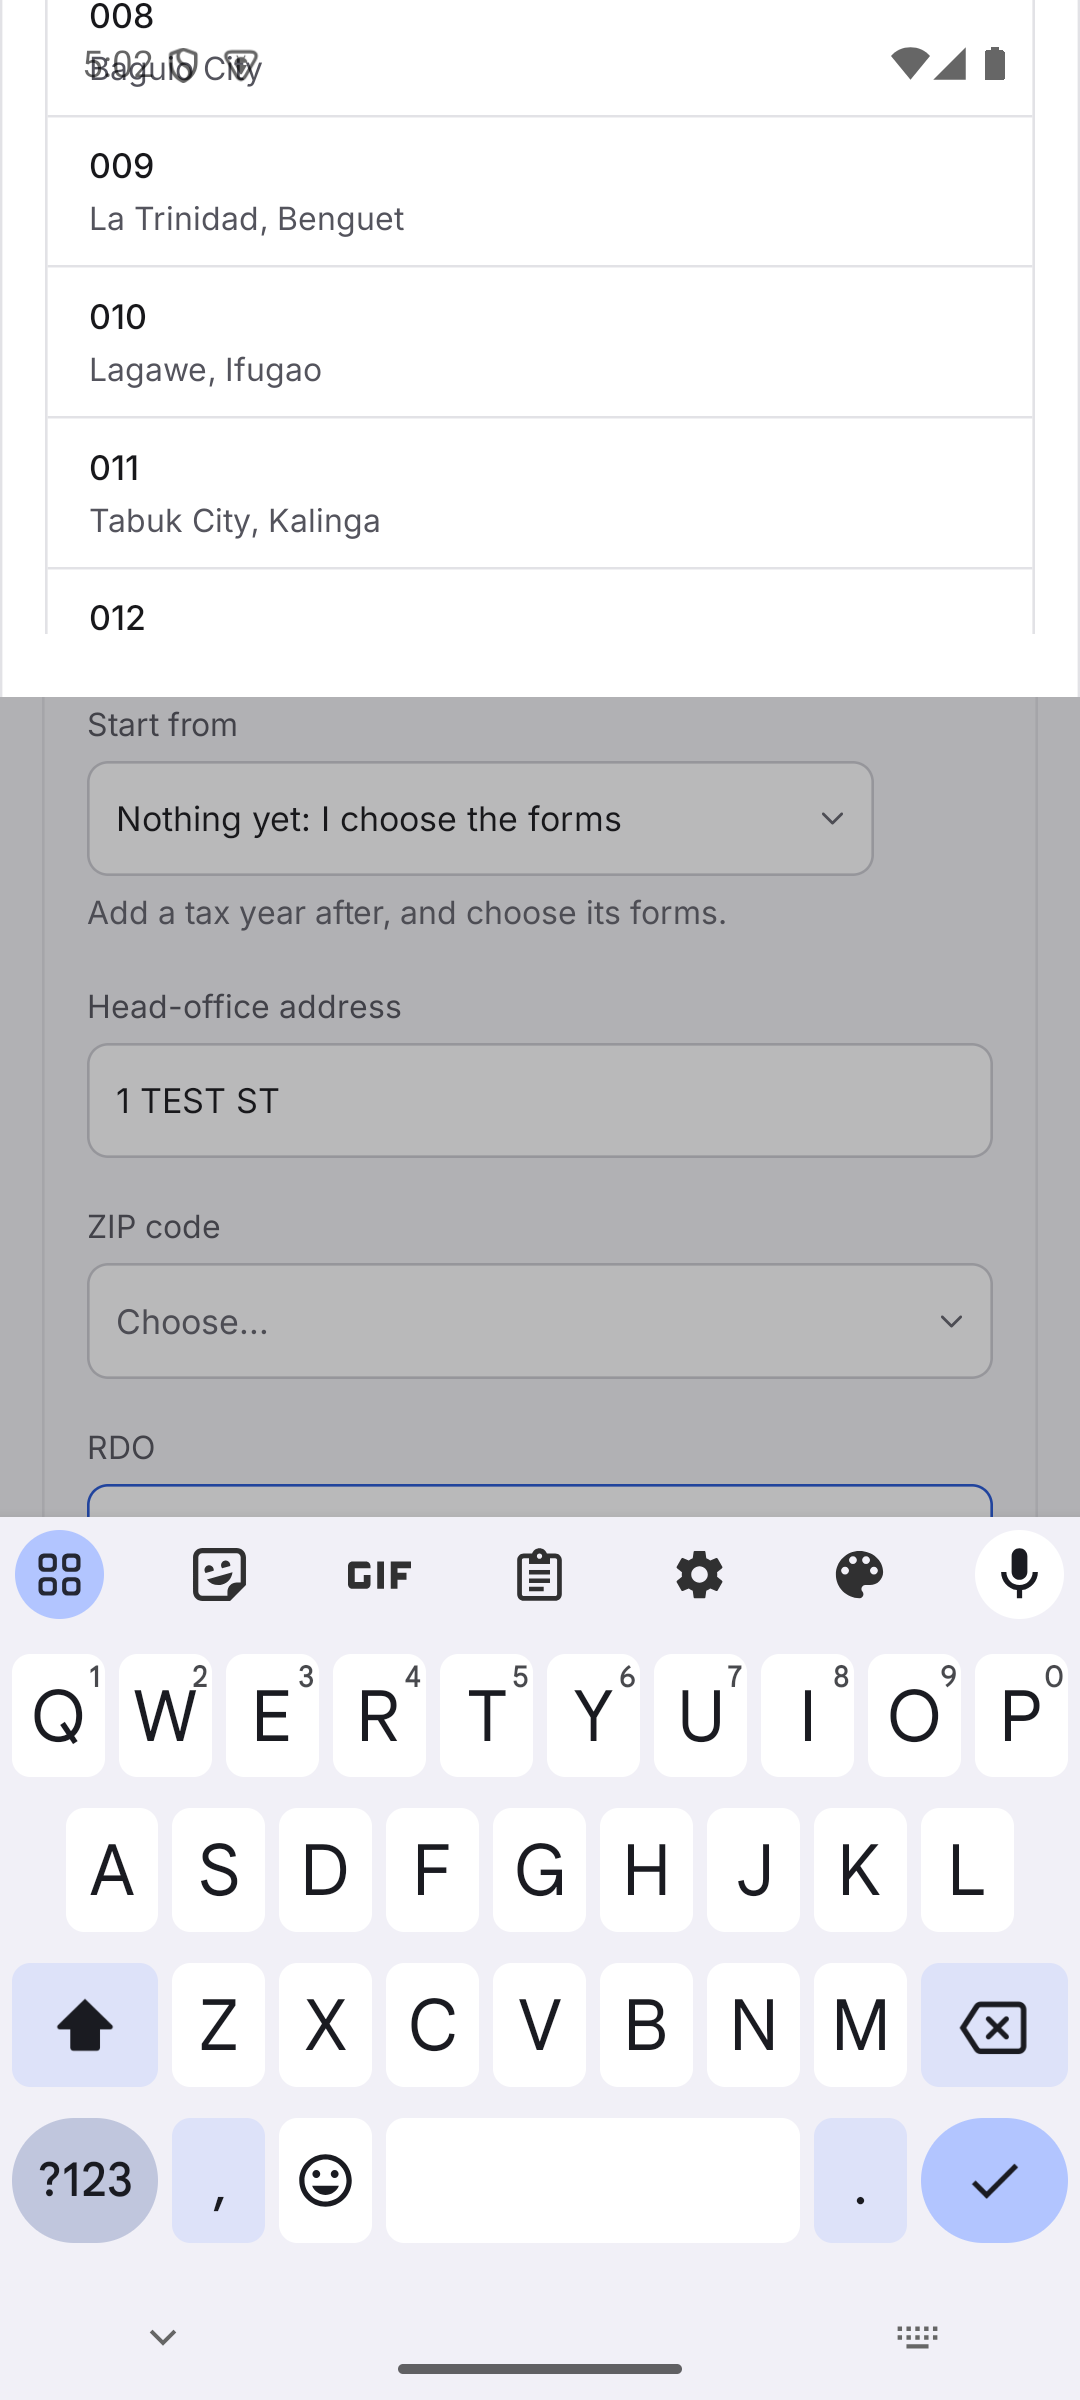 008
5:02
Baguio City
009
La Trinidad, Benguet
010
Lagawe, Ifugao
011
Tabuk City, Kalinga
012
Start from
Nothing yet: I choose the forms
Add a tax year after, and choose its forms.
Head-office address
1 TEST ST
ZIP code
Choose...
RDO
GIF
Q 1 W 2 E 3 R 4 T 5 Y 6 U 7 I 8 O 9 P 0
A S D F G H J K L
Z X C V B N M
?123 , .